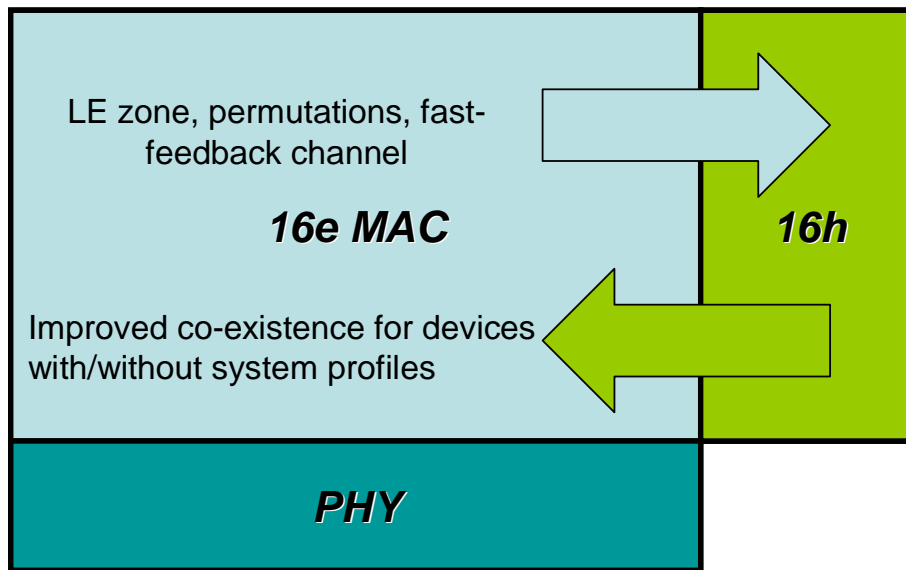 LE zone, permutations, fast-
feedback channel
16e MAC
16h
Improved co-existence for devices
with/without system profiles
PHY